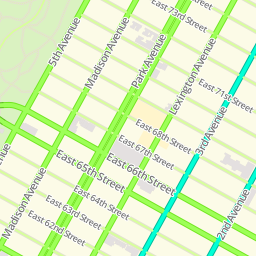 East 73rd Street
5th Avenue
Madison Avenue
Park Avenue
Lexington Avenue
East 71st Street
East 68th Street
East 67th Street
3rd Avenue
East 66th Street
East 65th Street
East 64th Street
East 63rd Street
East 62nd Street
Madison Avenue
2nd Avenue
Avenue